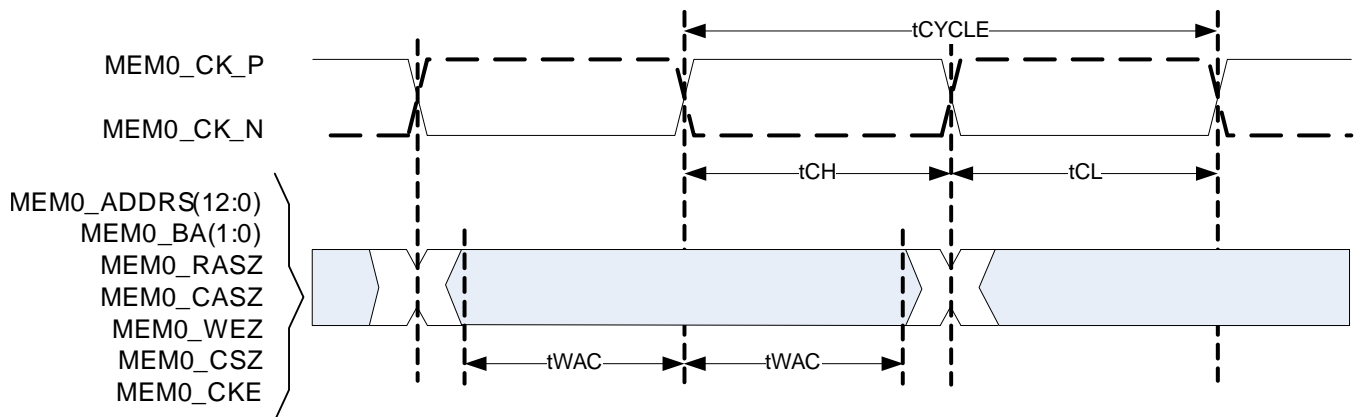 tCYCLE
MEM0_CK_P
MEM0_CK_N
tCH
tCL
MEM0_ADDRS(12:0)
MEM0_BA(1:0)
MEM0_RASZ
MEM0_CASZ
MEM0_WEZ
MEM0_CSZ
MEM0_CKE
tWAC
tWAC